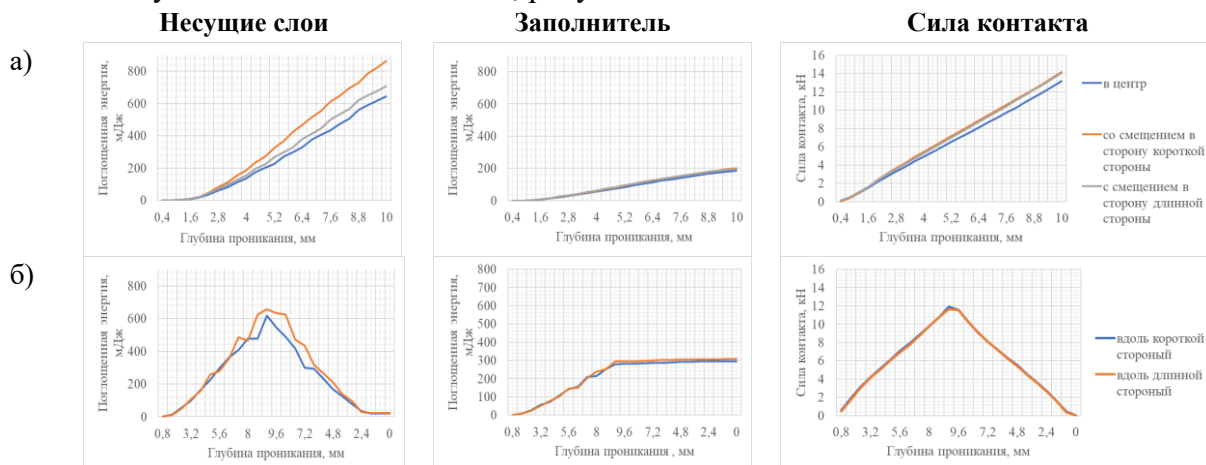 Несущие слои
Заполнитель
Сила контакта
а)
Поглощенная энергия,
мДж
800
600
400
200
0
0,4 1,6 2,8 4 5,2 6,4 7,6 8,8 10
Глубина проникания, мм
Поглощенная энергия,
мДж
800
600
400
200
0
0,4 1,6 2,8 4 5,2 6,4 7,6 8,8 10
Глубина проникания, мм
Сила контакта, кН
16
14
12
10
8
6
4
2
0
0,4 1,6 2,8 4 5,2 6,4 7,6 8,8 10
Глубина проникания, мм
в центр
со смещением в
сторону короткой
стороны
с смещением в
сторону длинной
стороны
б)
Поглощенная энергия,
мДж
800
600
400
200
0
0,8 3,2 5,6 8 9,6 7,2 4,8 2,4 0
Глубина проникания, мм
Поглощенная энергия,
мДж
800
700
600
500
400
300
200
100
0
0,8 3,2 5,6 8 9,6 7,2 4,8 2,4 0
Глубина проникания , мм
Сила контакта, кН
16
14
12
10
8
6
4
2
0
0,8 3,2 5,6 8 9,6 7,2 4,8 2,4 0
Глубина проникания, мм
вдоль короткой
стороный
вдоль длинной
стороный